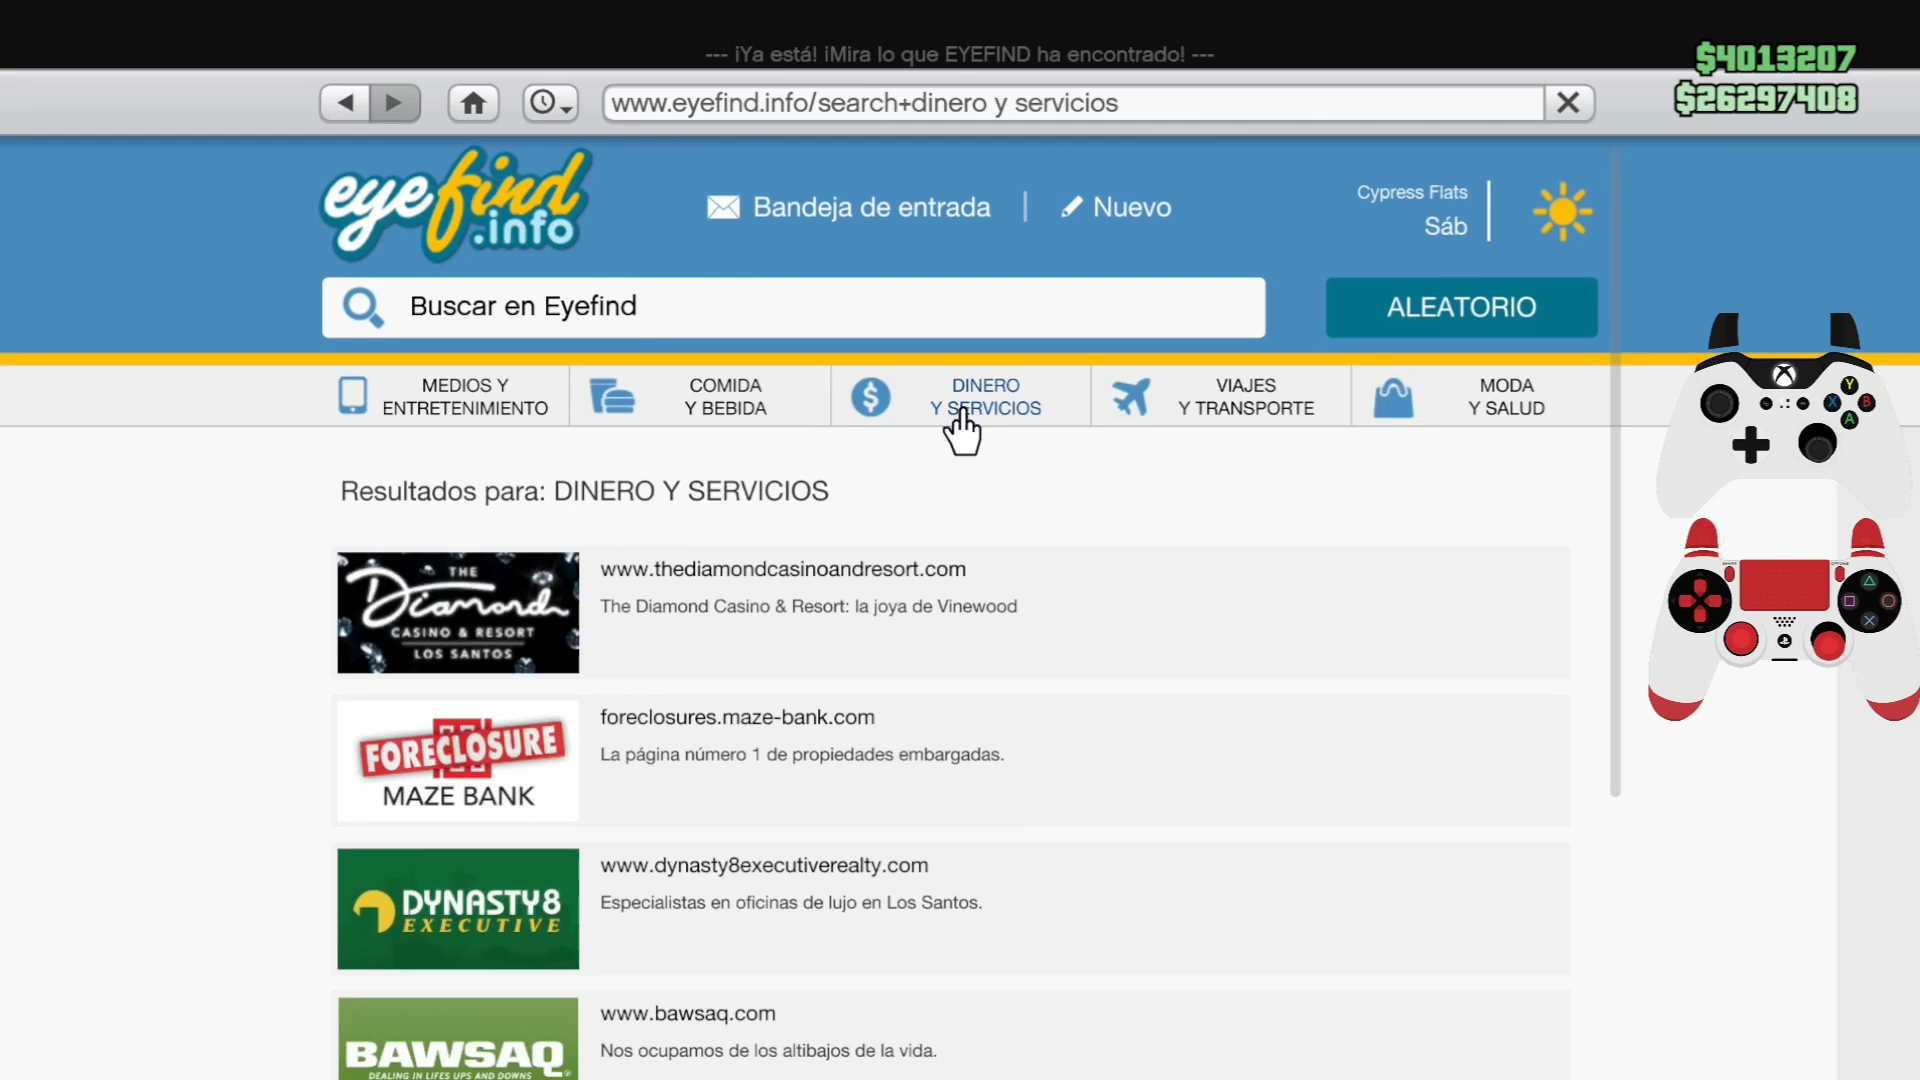 --- ¡Ya está! ¡Mira lo que EYEFIND ha encontrado! ---
$4013207
$26297408
www.eyefind.info/search+dinero y servicios
eyefind
.info
Bandeja de entrada | Nuevo
Cypress Flats
Sáb
Buscar en Eyefind
ALEATORIO
MEDIOS Y
ENTRETENIMIENTO
COMIDA
Y BEBIDA
DINERO
Y SERVICIOS
VIAJES
Y TRANSPORTE
MODA
Y SALUD
Y
X
B
A
Resultados para: DINERO Y SERVICIOS
THE
Diamond
CASINO & RESORT
LOS SANTOS
www.thediamondcasinoandresort.com
The Diamond Casino & Resort: la joya de Vinewood
FORECLOSURE
MAZE BANK
foreclosures.maze-bank.com
La página número 1 de propiedades embargadas.
DYNASTY8
EXECUTIVE
www.dynasty8executiverealty.com
Especialistas en oficinas de lujo en Los Santos.
BAWSAQ
DEALING IN LIFES UPS AND DOWNS
www.bawsaq.com
Nos ocupamos de los altibajos de la vida.